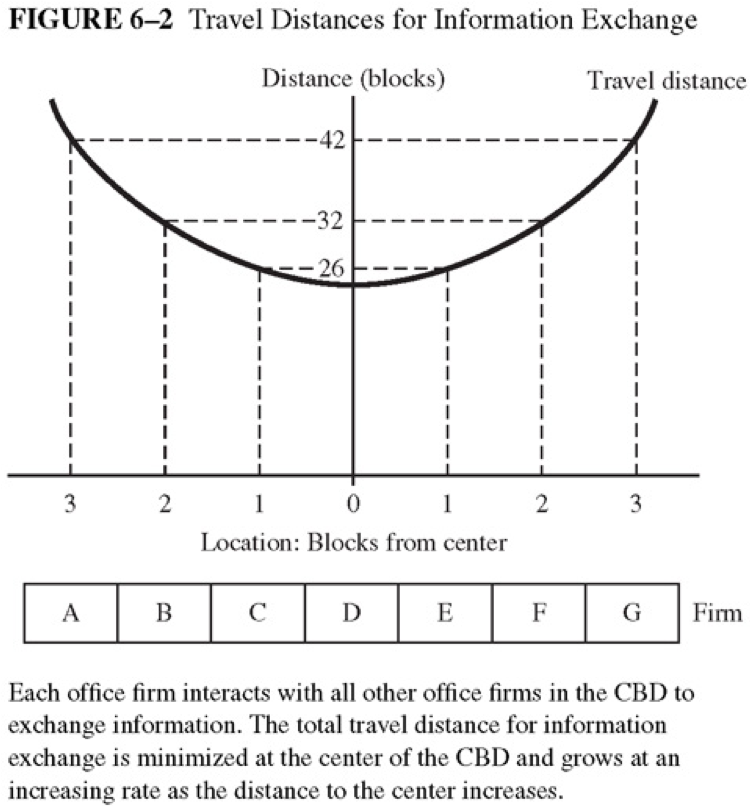 FIGURE 6–2 Travel Distances for Information Exchange
Distance (blocks)
Travel distance
42
32
26
3 2 1 0 1 2 3
Location: Blocks from center
A B C D E F G Firm
Each office firm interacts with all other office firms in the CBD to
exchange information. The total travel distance for information
exchange is minimized at the center of the CBD and grows at an
increasing rate as the distance to the center increases.